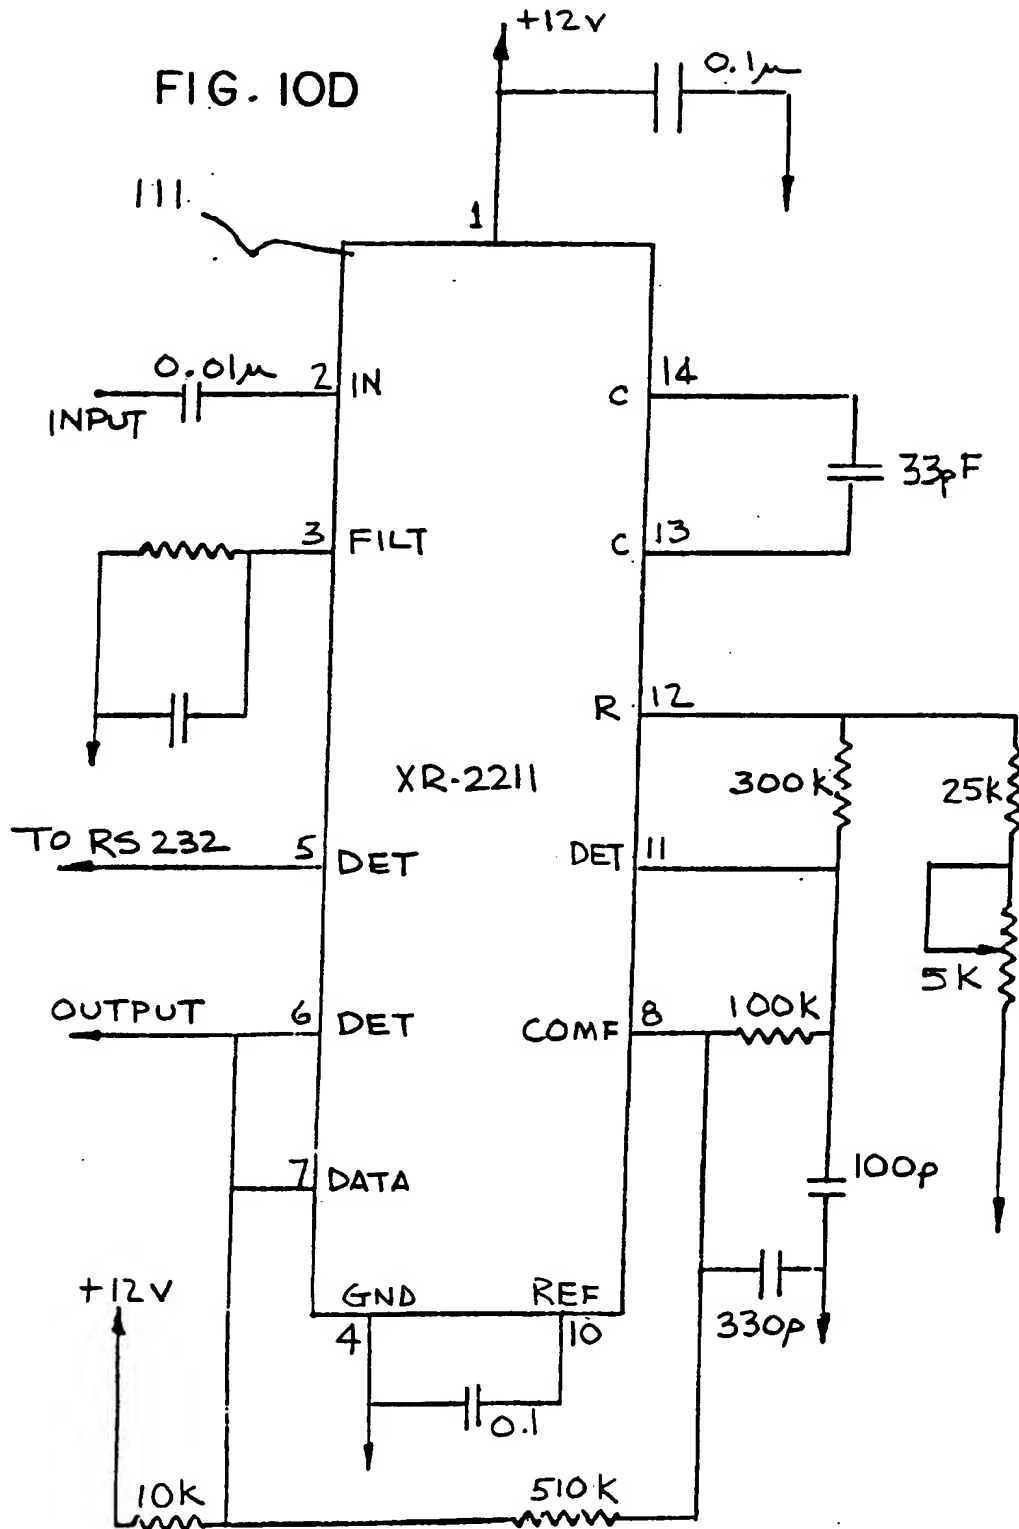 +12V
0.1μ
FIG. 10D
111
1
0.01μ
2 IN
INPUT
14
C
33pF
3 FILT
13
C
12
R
XR-2211
300K
25K
TO RS 232
5 DET
DET 11
5K
OUTPUT
6 DET
COMF 8
100K
7 DATA
100p
+12V
GND
REF
4
10
330p
0.1
10K
510K